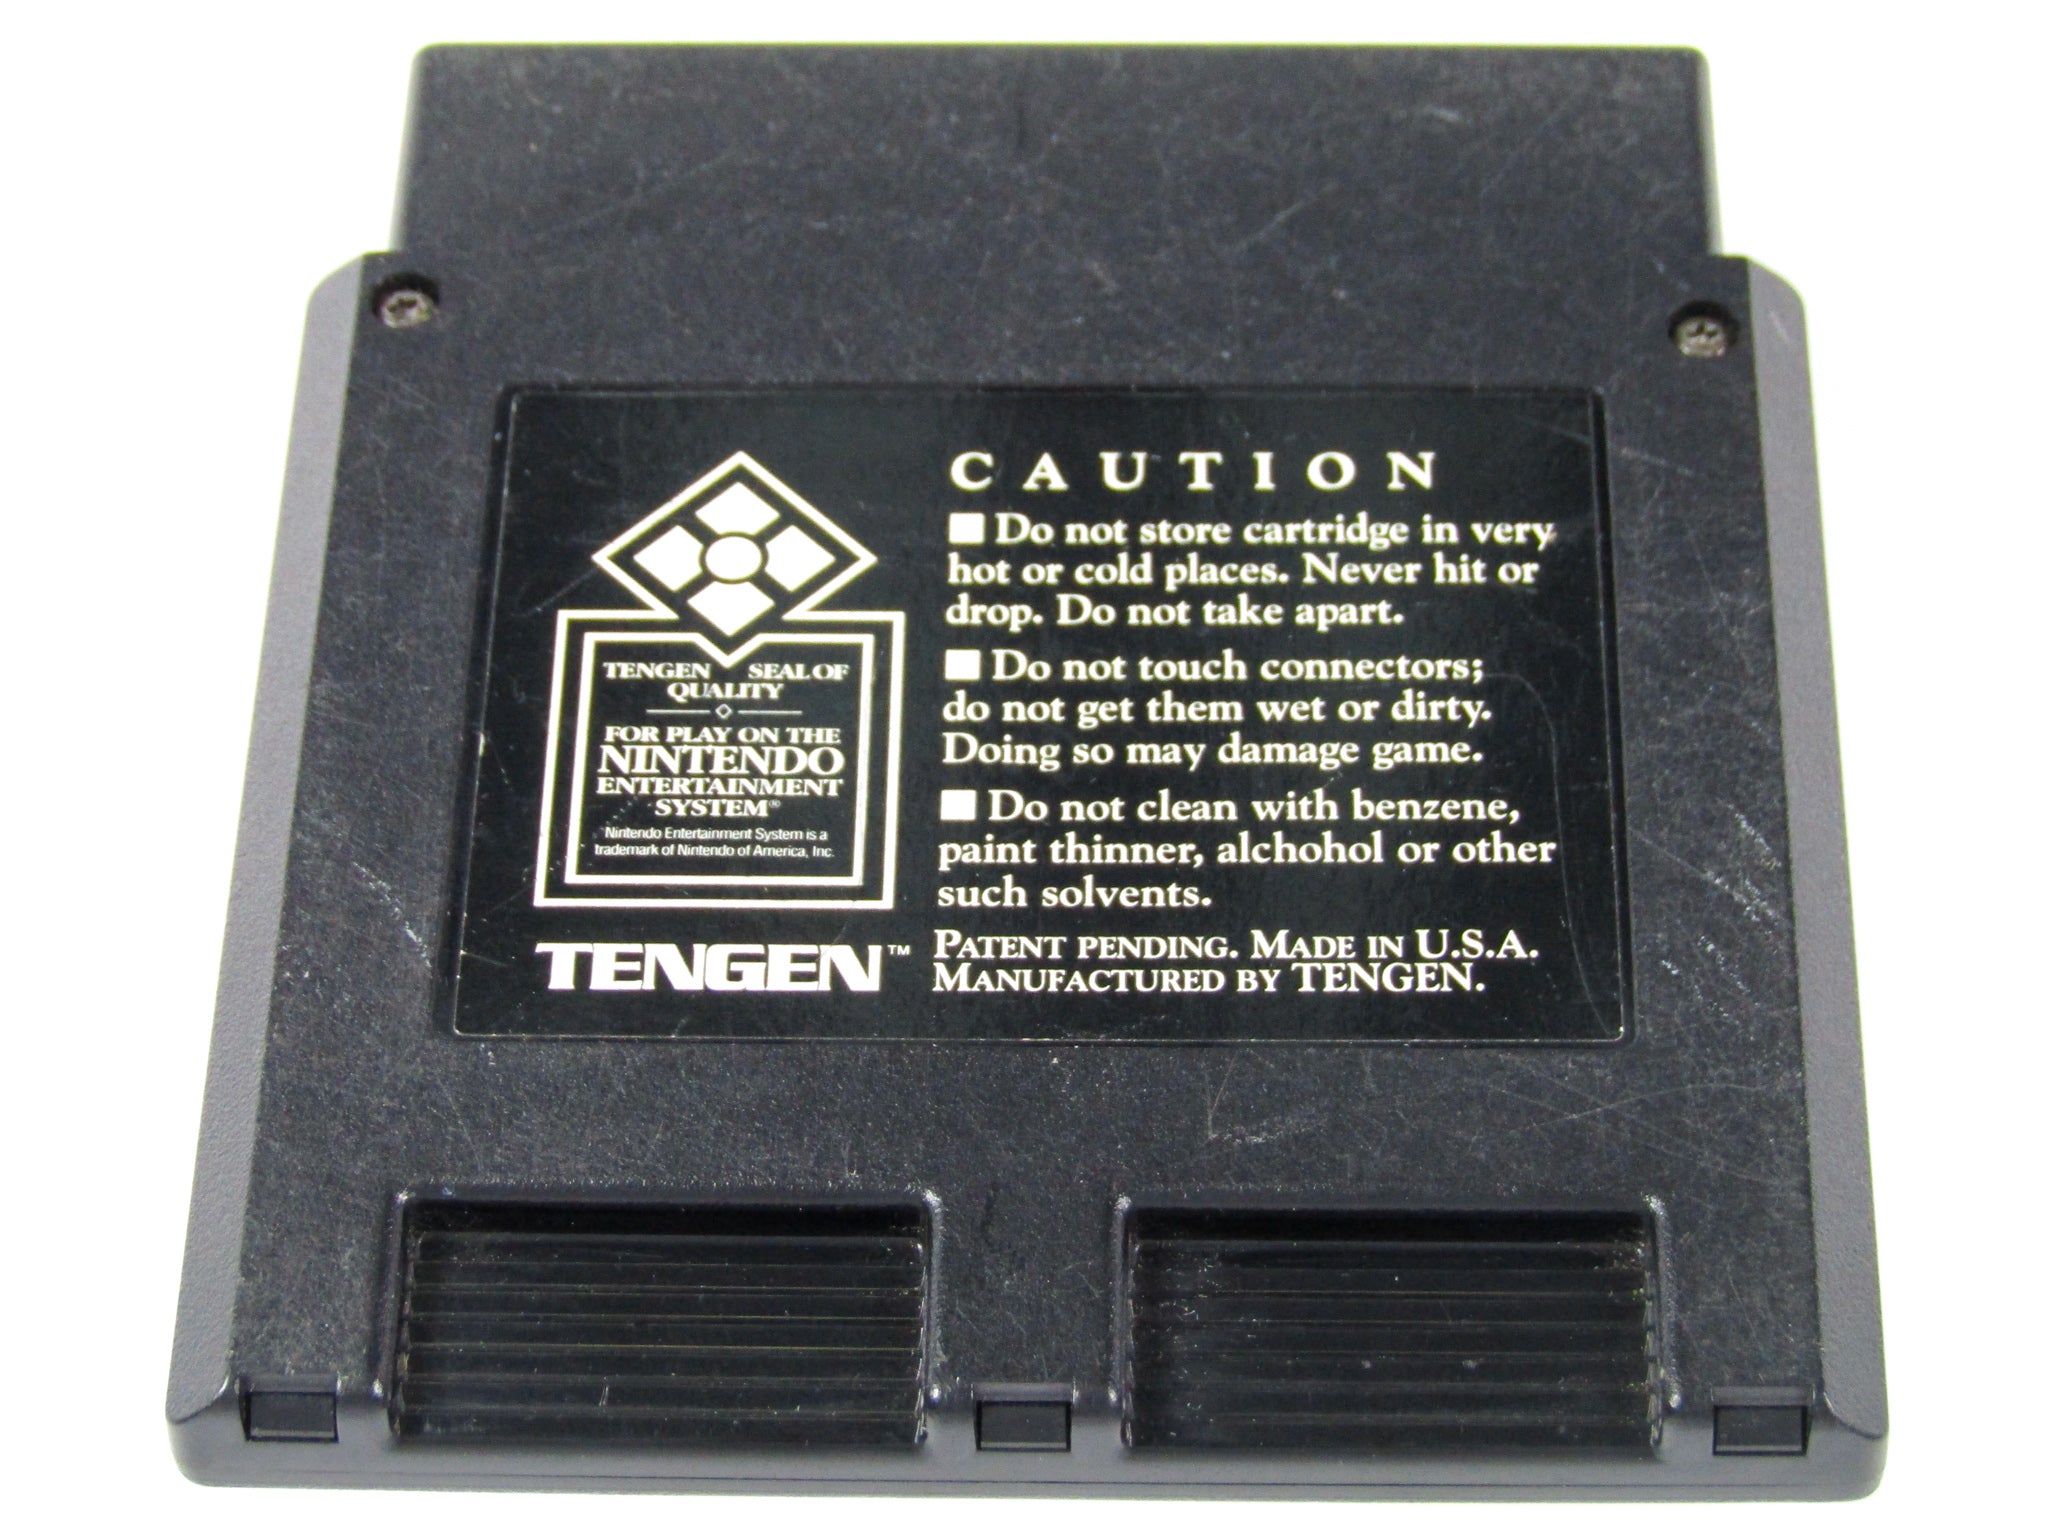 TENGEN SEAL OF
QUALITY
FOR PLAY ON THE
NINTENDO
ENTERTAINMENT
SYSTEM®
Nintendo Entertainment System is a
trademark of Nintendo of America, Inc.
TENGEN™
CAUTION
■ Do not store cartridge in very
hot or cold places. Never hit or
drop. Do not take apart.
■ Do not touch connectors;
do not get them wet or dirty.
Doing so may damage game.
■ Do not clean with benzene,
paint thinner, alchohol or other
such solvents.
PATENT PENDING. MADE IN U.S.A.
MANUFACTURED BY TENGEN.